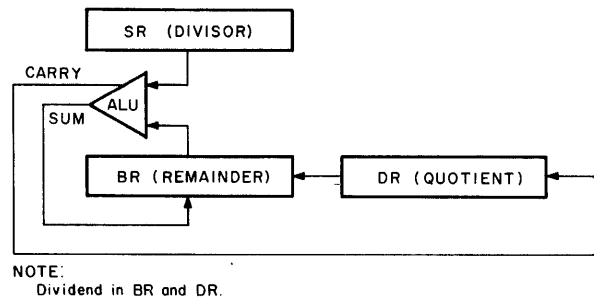 SR (DIVISOR)
CARRY
ALU
SUM
BR (REMAINDER)
DR (QUOTIENT)
NOTE:
Dividend in BR and DR.